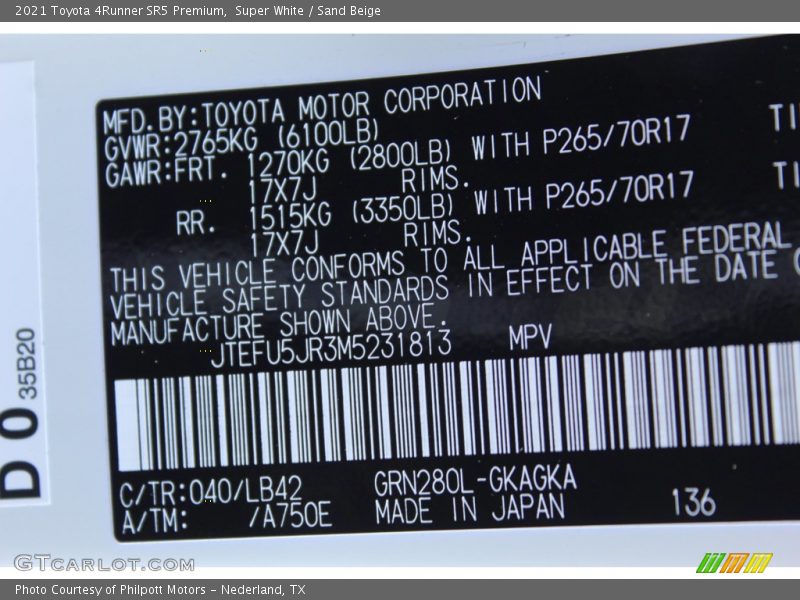 2021 Toyota 4Runner SR5 Premium, Super White / Sand Beige
MFD.BY:TOYOTA MOTOR CORPORATION
GVWR:2765KG (6100LB)
GAWR:FRT. 1270KG (2800LB) WITH P265/70R17 TI
17X7J RIMS.
RR. 1515KG (3350LB) WITH P265/70R17 TI
17X7J RIMS.
THIS VEHICLE CONFORMS TO ALL APPLICABLE FEDERAL
VEHICLE SAFETY STANDARDS IN EFFECT ON THE DATE
MANUFACTURE SHOWN ABOVE.
JTEFU5JR3M5231813 MPV
C/TR:040/LB42 GRN280L-GKAGKA
A/TM: /A750E MADE IN JAPAN 136
D0 35B20
GTCARLOT.COM
Photo Courtesy of Philpott Motors - Nederland, TX